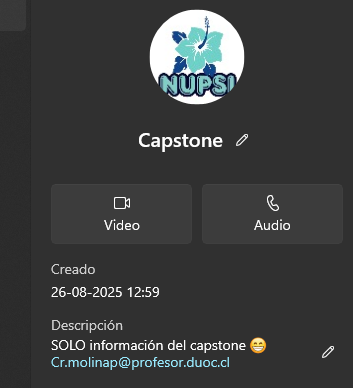 NUPSI
Capstone
Video
Audio
Creado
26-08-2025 12:59
Descripción
SOLO información del capstone 😁
Cr.molinap@profesor.duoc.cl